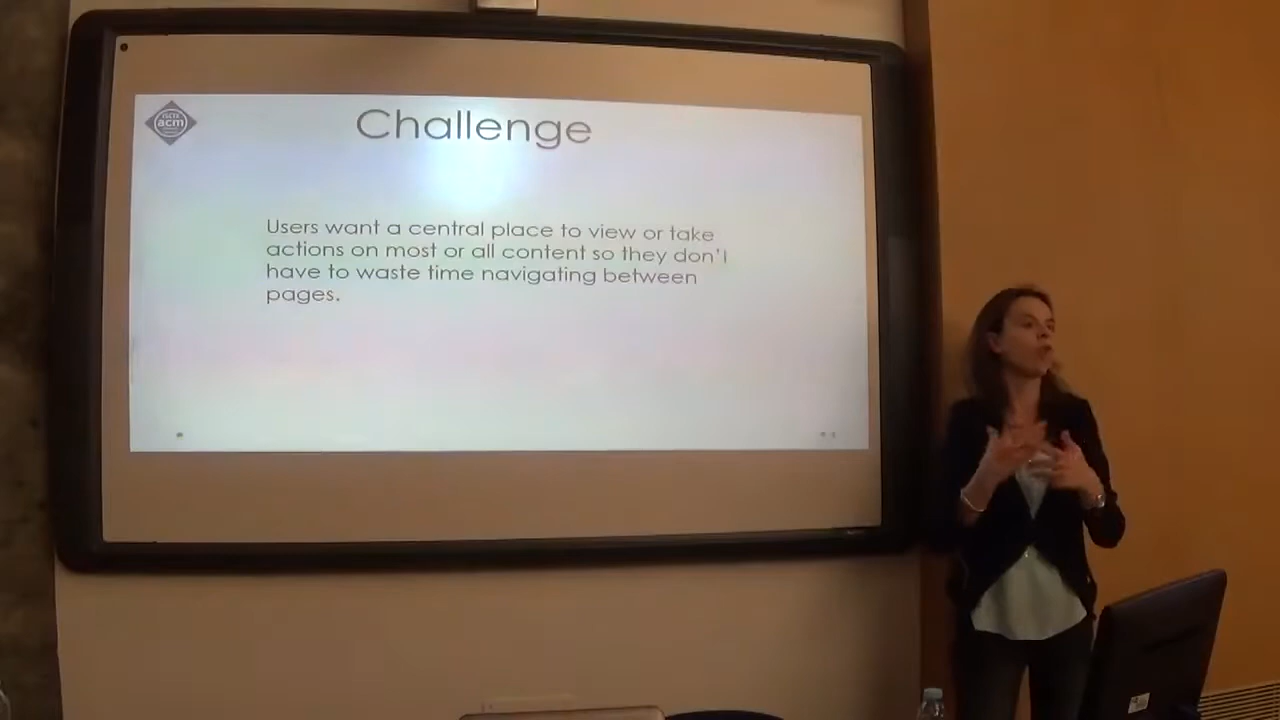 acm
Challenge
Users want a central place to view or take
actions on most or all content so they don't
have to waste time navigating between
pages.